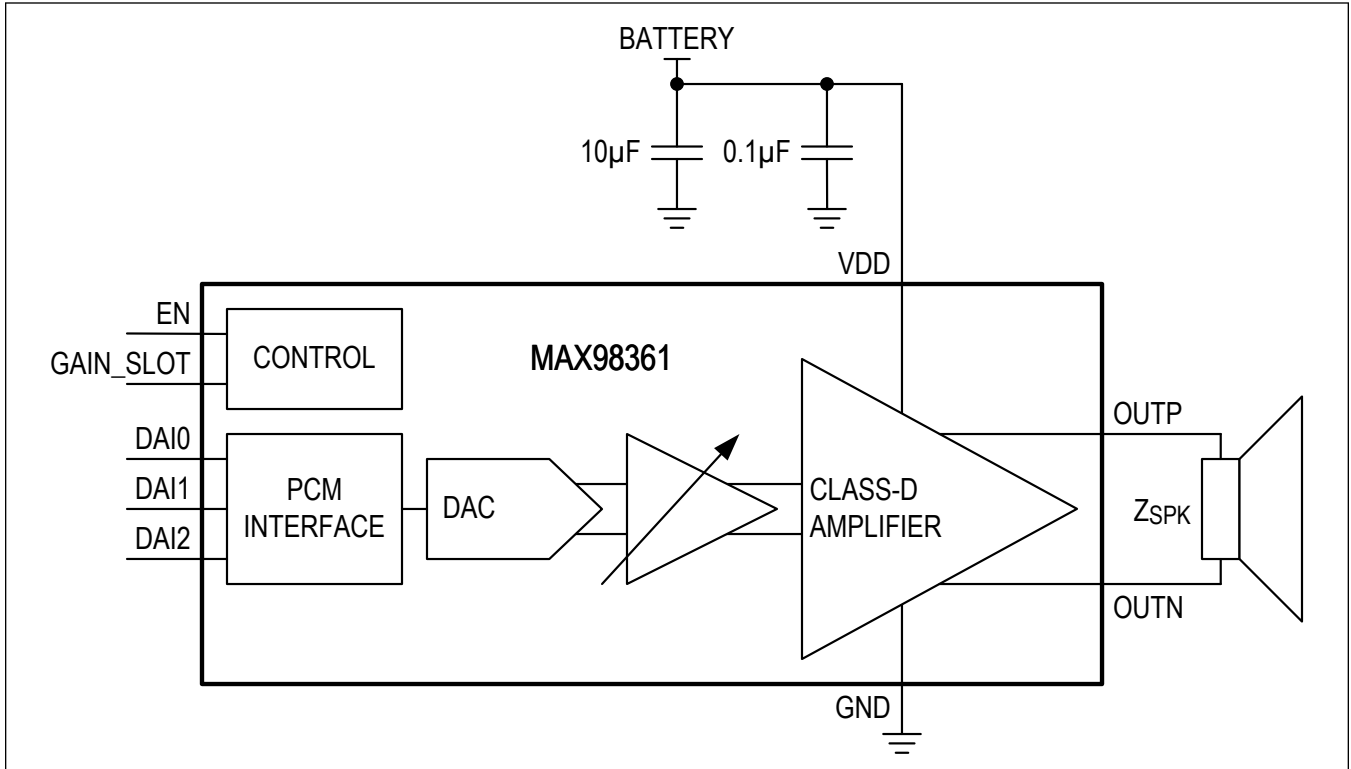 BATTERY
10µF
0.1µF
VDD
EN
GAIN_SLOT
CONTROL
MAX98361
DAI0
DAI1
DAI2
PCM
INTERFACE
DAC
CLASS-D
AMPLIFIER
OUTP
ZSPK
OUTN
GND